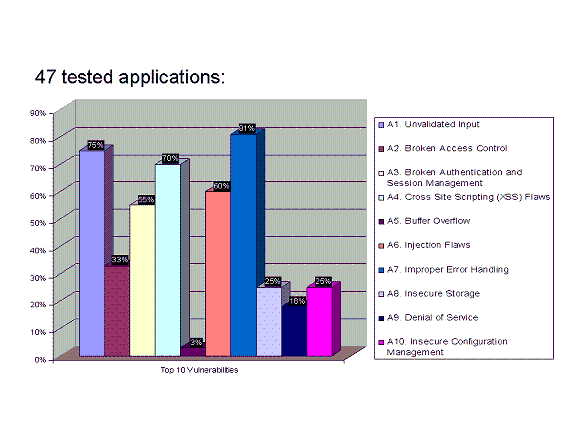 47 tested applications:
90%
80%
70%
60%
50%
40%
30%
20%
10%
0%
75%
33%
55%
70%
3%
60%
81%
25%
18%
25%
Top 10 Vulnerabilities
A1. Unvalidated Input
A2. Broken Access Control
A3. Broken Authentication and
Session Management
A4. Cross Site Scripting (XSS) Flaws
A5. Buffer Overflow
A6. Injection Flaws
A7. Improper Error Handling
A8. Insecure Storage
A9. Denial of Service
A10. Insecure Configuration
Management